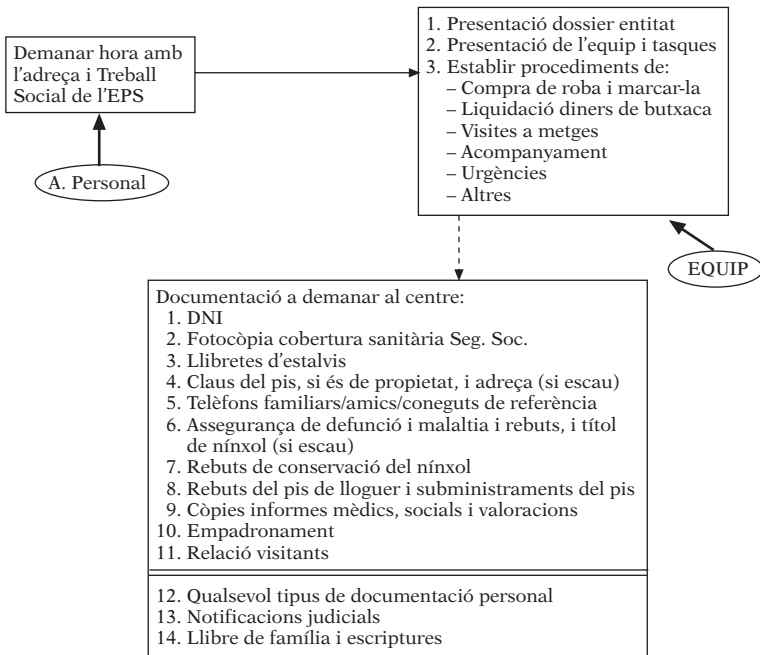 Demanar hora amb
l'adreça i Treball
Social de l'EPS
A. Personal
1. Presentació dossier entitat
2. Presentació de l'equip i tasques
3. Establir procediments de:
– Compra de roba i marcar-la
– Liquidació diners de butxaca
– Visites a metges
– Acompanyament
– Urgències
– Altres
EQUIP
Documentació a demanar al centre:
1. DNI
2. Fotocòpia cobertura sanitària Seg. Soc.
3. Llibretes d'estalvis
4. Claus del pis, si és de propietat, i adreça (si escau)
5. Telèfons familiars/amics/coneguts de referència
6. Assegurança de defunció i malaltia i rebuts, i títol
de nínxol (si escau)
7. Rebuts de conservació del nínxol
8. Rebuts del pis de lloguer i subministraments del pis
9. Còpies informes mèdics, socials i valoracions
10. Empadronament
11. Relació visitants
12. Qualsevol tipus de documentació personal
13. Notificacions judicials
14. Llibre de família i escriptures